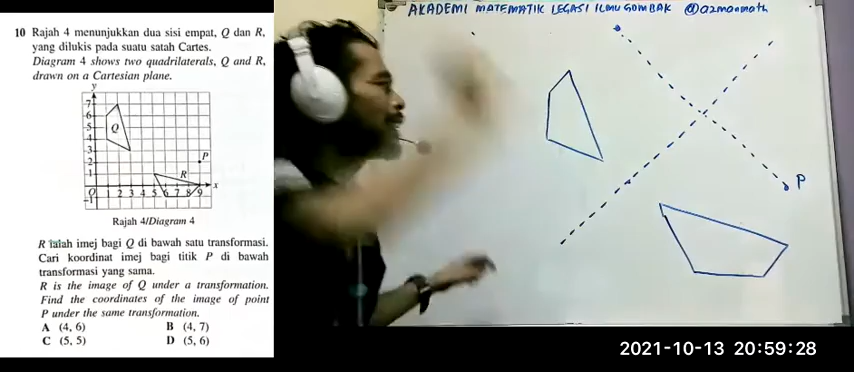 10 Rajah 4 menunjukkan dua sisi empat, Q dan R,
yang dilukis pada suatu satah Cartes.
Diagram 4 shows two quadrilaterals, Q and R,
drawn on a Cartesian plane.
y
7
6
5
4
3
2
1
Q
P
R
O 1 2 3 4 5 6 7 8 9 x
-1
Rajah 4/Diagram 4
R ialah imej bagi Q di bawah satu transformasi.
Cari koordinat imej bagi titik P di bawah
transformasi yang sama.
R is the image of Q under a transformation.
Find the coordinates of the image of point
P under the same transformation.
A (4, 6) B (4, 7)
C (5, 5) D (5, 6)
AKADEMI MATEMATIK LEGASI ILMU GOMBAK @azmanmath
P
2021-10-13 20:59:28